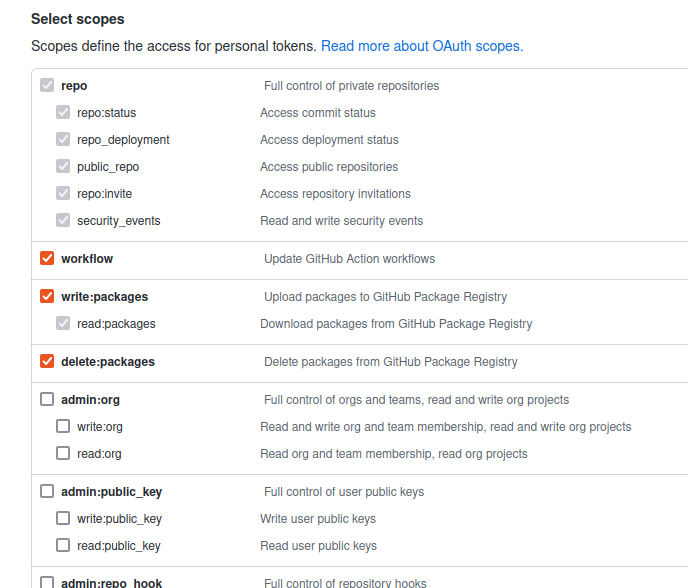 Select scopes
Scopes define the access for personal tokens. Read more about OAuth scopes.
repo Full control of private repositories
repo:status Access commit status
repo_deployment Access deployment status
public_repo Access public repositories
repo:invite Access repository invitations
security_events Read and write security events
workflow Update GitHub Action workflows
write:packages Upload packages to GitHub Package Registry
read:packages Download packages from GitHub Package Registry
delete:packages Delete packages from GitHub Package Registry
admin:org Full control of orgs and teams, read and write org projects
write:org Read and write org and team membership, read and write org projects
read:org Read org and team membership, read org projects
admin:public_key Full control of user public keys
write:public_key Write user public keys
read:public_key Read user public keys
admin:repo_hook Full control of repository hooks